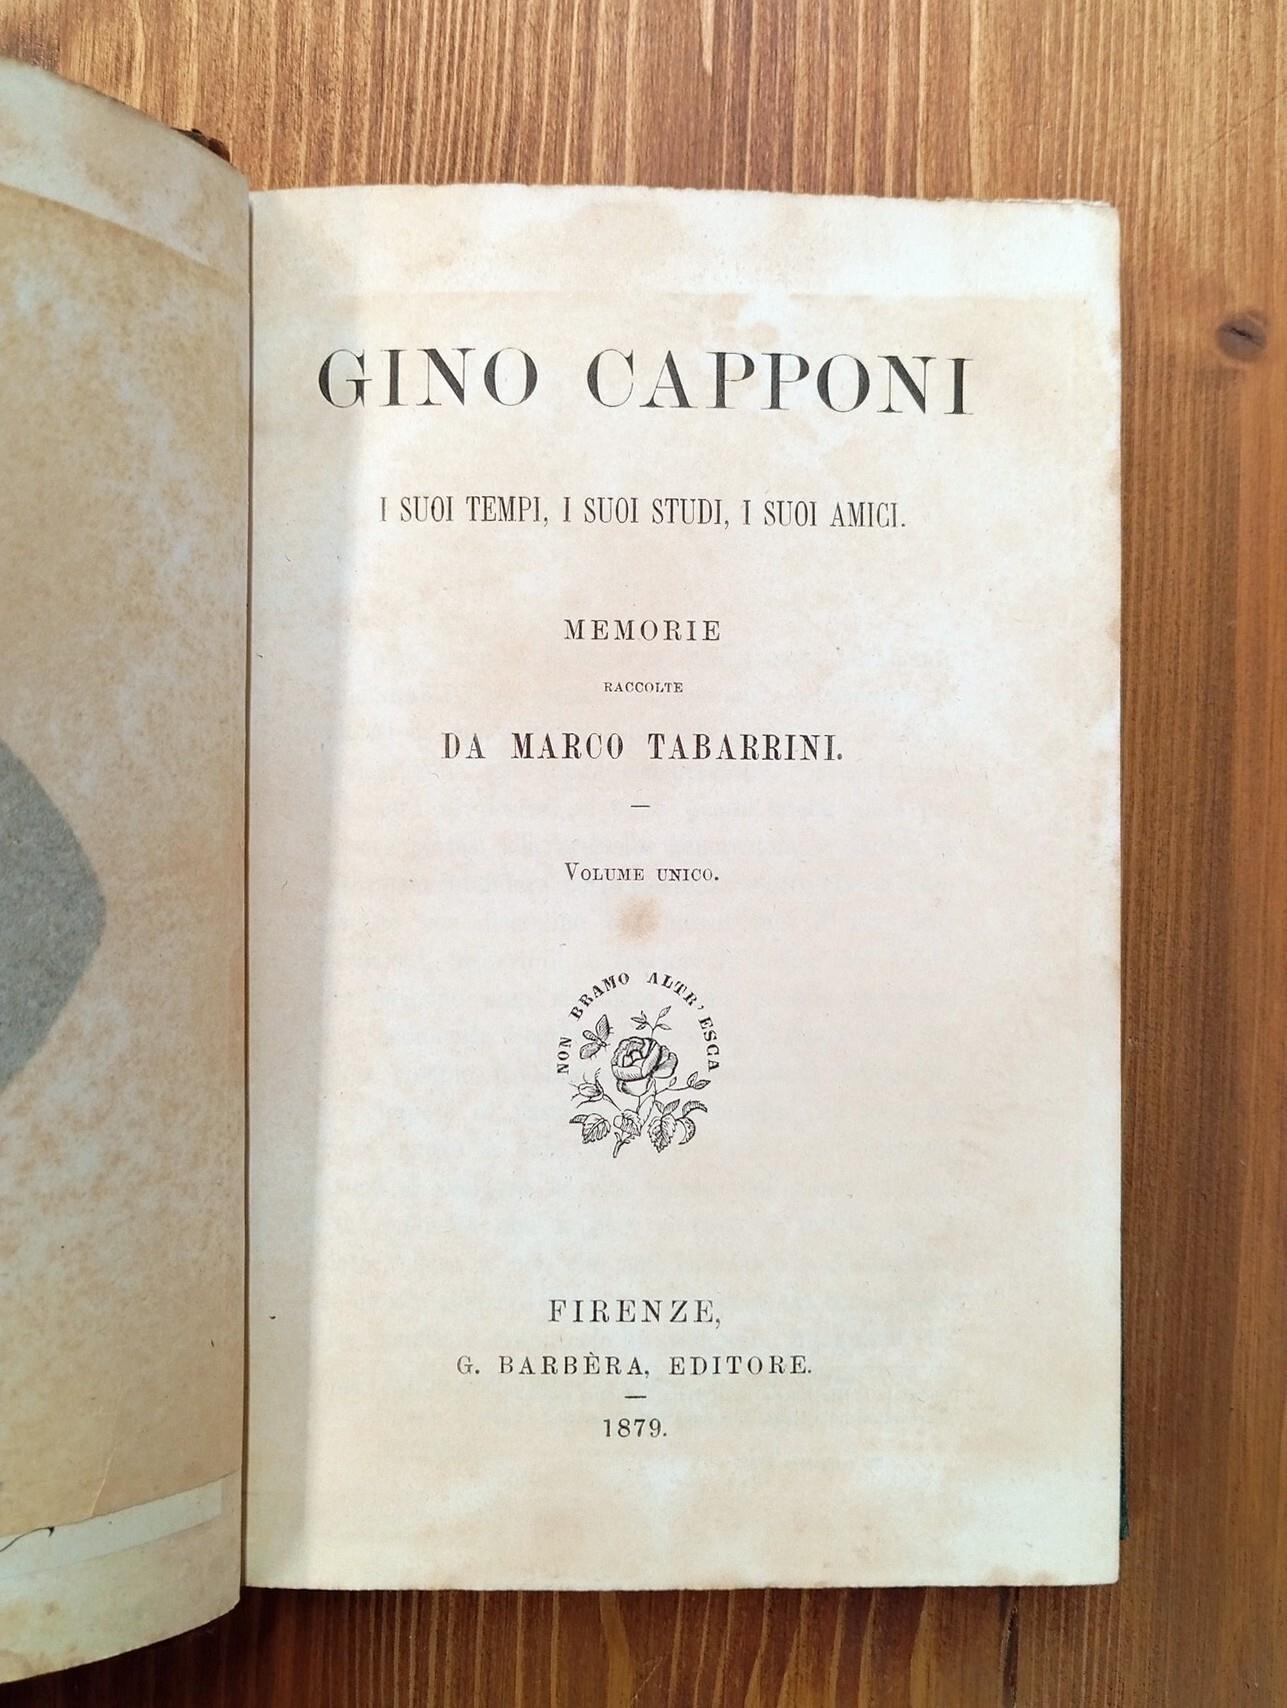 GINO CAPPONI
I SUOI TEMPI, I SUOI STUDI, I SUOI AMICI.
MEMORIE
RACCOLTE
DA MARCO TABARRINI.
VOLUME UNICO.
NON BRAMO ALTR' ESCA
FIRENZE,
G. BARBÈRA, EDITORE.
1879.